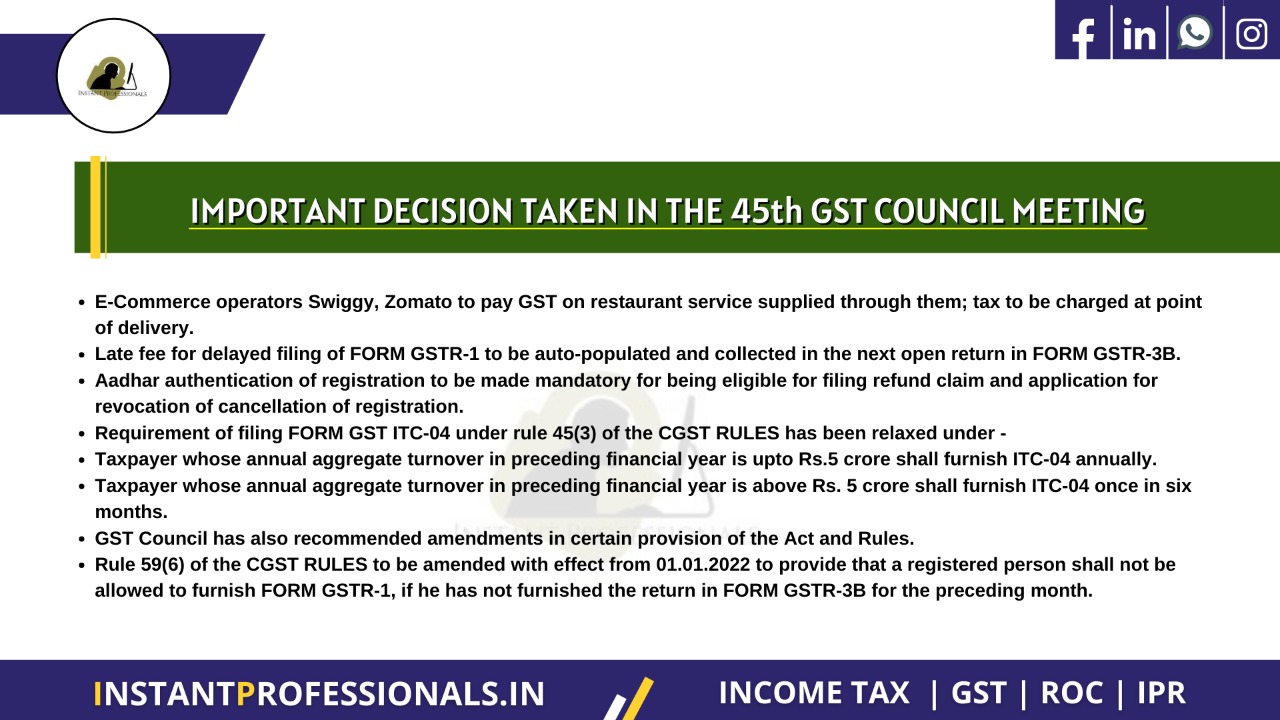 INSTANT PROFESSIONALS
IMPORTANT DECISION TAKEN IN THE 45th GST COUNCIL MEETING
• E-Commerce operators Swiggy, Zomato to pay GST on restaurant service supplied through them; tax to be charged at point
of delivery.
• Late fee for delayed filing of FORM GSTR-1 to be auto-populated and collected in the next open return in FORM GSTR-3B.
• Aadhar authentication of registration to be made mandatory for being eligible for filing refund claim and application for
revocation of cancellation of registration.
• Requirement of filing FORM GST ITC-04 under rule 45(3) of the CGST RULES has been relaxed under -
• Taxpayer whose annual aggregate turnover in preceding financial year is upto Rs.5 crore shall furnish ITC-04 annually.
• Taxpayer whose annual aggregate turnover in preceding financial year is above Rs. 5 crore shall furnish ITC-04 once in six
months.
INSTANT PROFESSIONALS
• GST Council has also recommended amendments in certain provision of the Act and Rules.
• Rule 59(6) of the CGST RULES to be amended with effect from 01.01.2022 to provide that a registered person shall not be
allowed to furnish FORM GSTR-1, if he has not furnished the return in FORM GSTR-3B for the preceding month.
INSTANTPROFESSIONALS.IN
INCOME TAX | GST | ROC | IPR